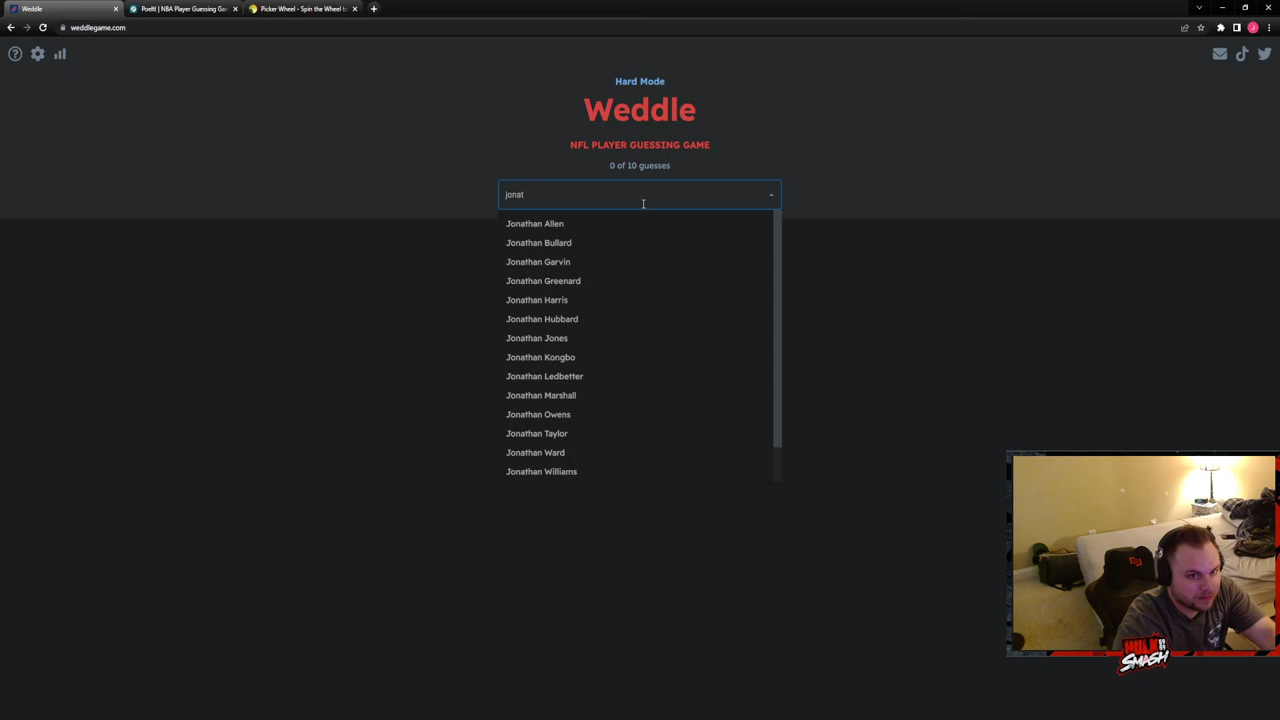 Weddle
Poeltl | NBA Player Guessing Ga
Picker Wheel - Spin the Wheel to
weddlegame.com
J
Hard Mode
Weddle
NFL PLAYER GUESSING GAME
0 of 10 guesses
jonat
Jonathan Allen
Jonathan Bullard
Jonathan Garvin
Jonathan Greenard
Jonathan Harris
Jonathan Hubbard
Jonathan Jones
Jonathan Kongbo
Jonathan Ledbetter
Jonathan Marshall
Jonathan Owens
Jonathan Taylor
Jonathan Ward
Jonathan Williams
HULK
SMASH